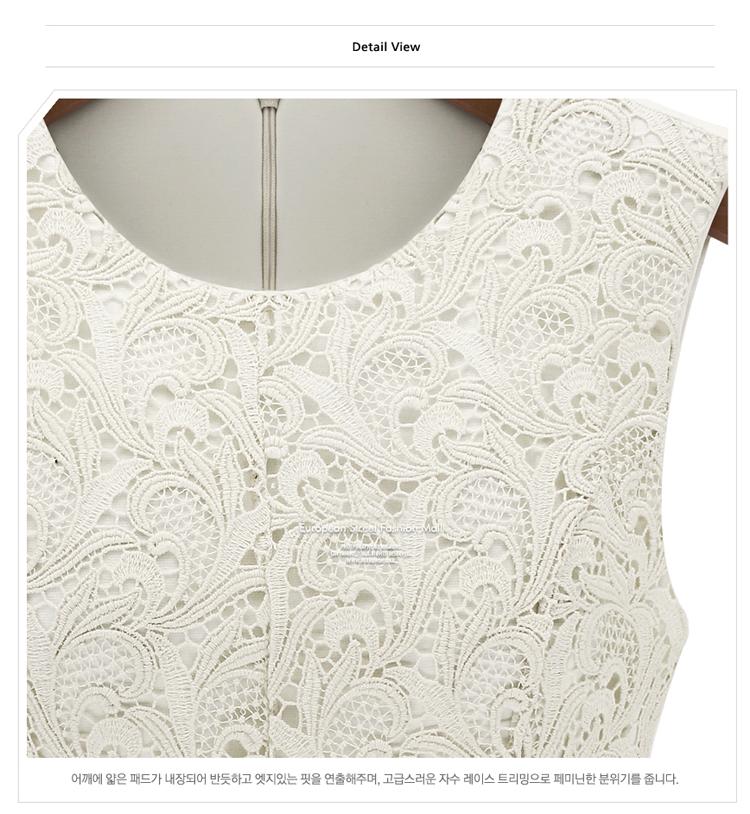 Detail View
European Street Fashion Mall
어깨에 얇은 패드가 내장되어 반듯하고 엣지있는 핏을 연출해주며, 고급스러운 자수 레이스 트리밍으로 페미닌한 분위기를 줍니다.